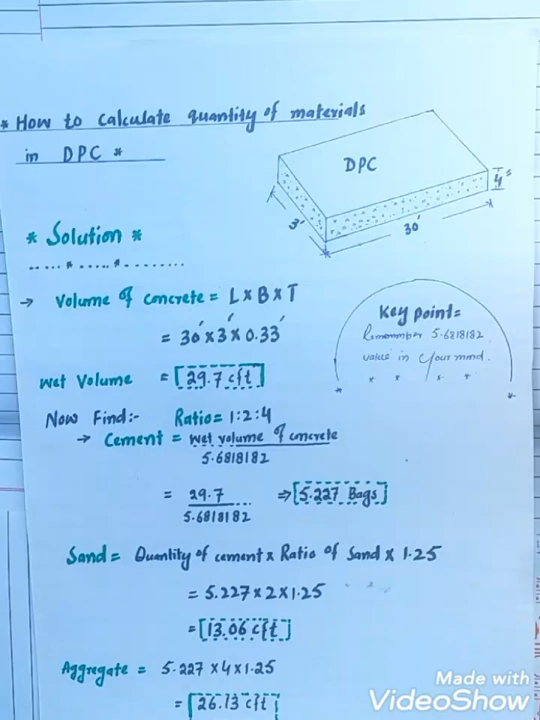 * How to calculate quantity of materials
in DPC *
DPC
4"
3'
30'
* Solution *
→ Volume of concrete = L x B x T
= 30' x 3' x 0.33'
Wet Volume = [29.7 cft]
Key point=
Remember 5.6818182
value in your mind.
Now Find:- Ratio= 1:2:4
→ Cement = wet volume of concrete
5.6818182
= 29.7 ⇒ [5.227 Bags]
5.6818182
Sand = Quantity of cement x Ratio of Sand x 1.25
= 5.227 x 2 x 1.25
= [13.06 cft]
Aggregate = 5.227 x 4 x 1.25
= [26.13 cft]
Made with
VideoShow